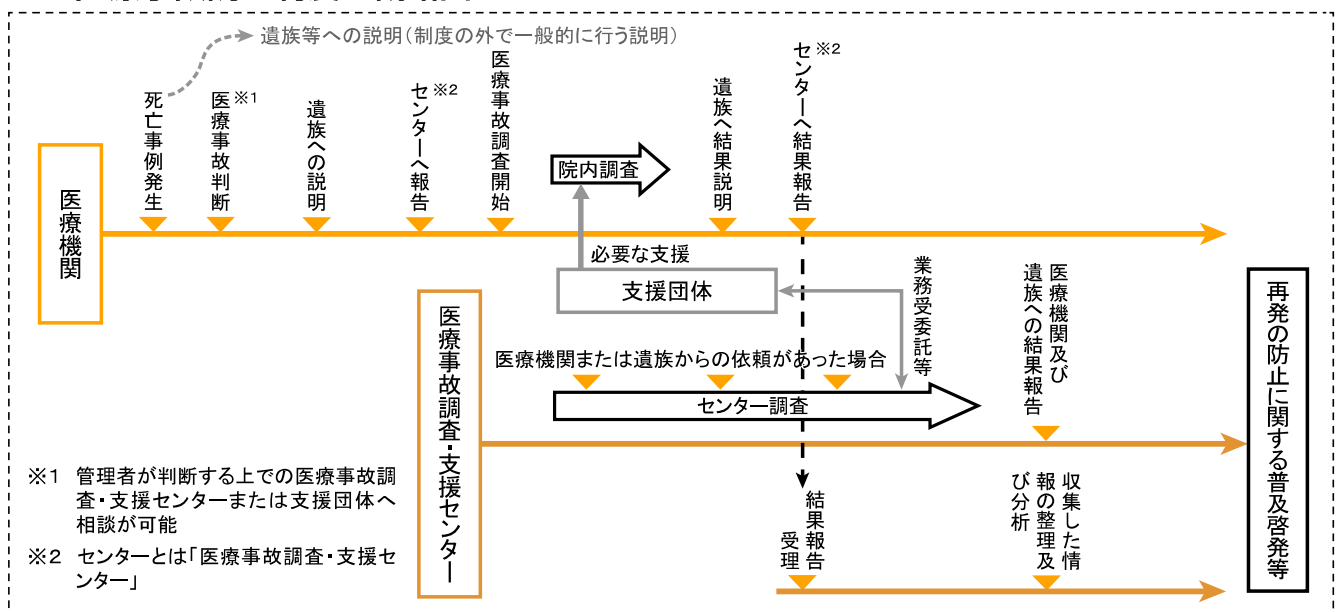 遺族等への説明(制度の外で一般的に行う説明)
死亡事例発生
医療事故判断※1
遺族への説明
センターへ報告※2
医療事故調査開始
院内調査
遺族へ結果説明
センターへ結果報告※2
医療機関
必要な支援
支援団体
業務受委託等
医療機関及び
遺族への結果報告
再発の防止に関する普及啓発等
医療事故調査・支援センター
医療機関または遺族からの依頼があった場合
センター調査
結果報告
受理
収集した情
報の整理及
び分析
※1 管理者が判断する上での医療事故調
査・支援センターまたは支援団体へ
相談が可能
※2 センターとは「医療事故調査・支援セ
ンター」